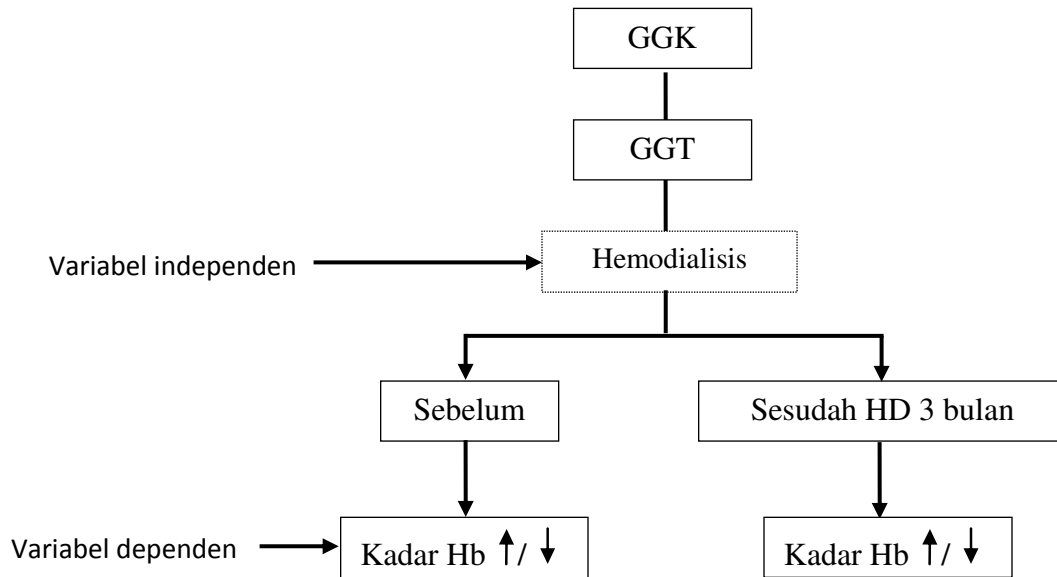 GGK
GGT
Variabel independen
Hemodialisis
Sebelum
Sesudah HD 3 bulan
Variabel dependen
Kadar Hb ↑/ ↓
Kadar Hb ↑/ ↓